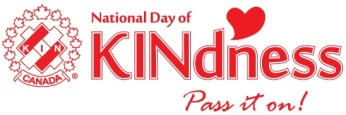 National Day of
KINdness
KIN
CANADA ®
Pass it on!